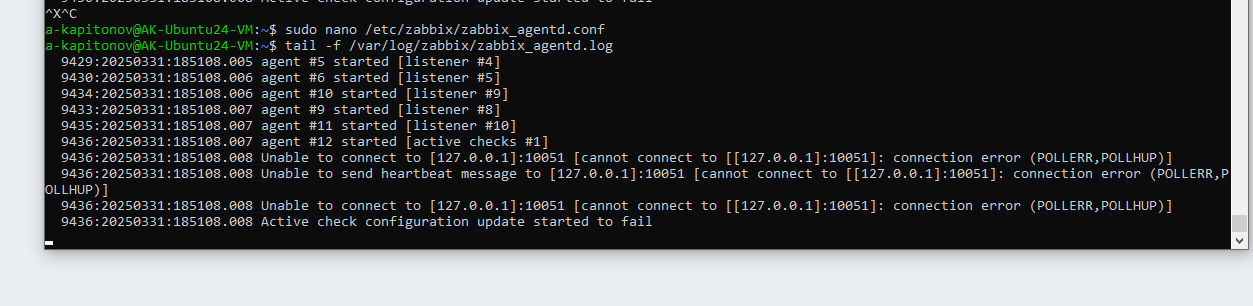 ^X^C
a-kapitonov@AK-Ubuntu24-VM:~$ sudo nano /etc/zabbix/zabbix_agentd.conf
a-kapitonov@AK-Ubuntu24-VM:~$ tail -f /var/log/zabbix/zabbix_agentd.log
9429:20250331:185108.005 agent #5 started [listener #4]
9430:20250331:185108.006 agent #6 started [listener #5]
9434:20250331:185108.006 agent #10 started [listener #9]
9433:20250331:185108.007 agent #9 started [listener #8]
9435:20250331:185108.007 agent #11 started [listener #10]
9436:20250331:185108.007 agent #12 started [active checks #1]
9436:20250331:185108.008 Unable to connect to [127.0.0.1]:10051 [cannot connect to [[127.0.0.1]:10051]: connection error (POLLERR,POLLHUP)]
9436:20250331:185108.008 Unable to send heartbeat message to [127.0.0.1]:10051 [cannot connect to [[127.0.0.1]:10051]: connection error (POLLERR,P
OLLHUP)]
9436:20250331:185108.008 Unable to connect to [127.0.0.1]:10051 [cannot connect to [[127.0.0.1]:10051]: connection error (POLLERR,POLLHUP)]
9436:20250331:185108.008 Active check configuration update started to fail